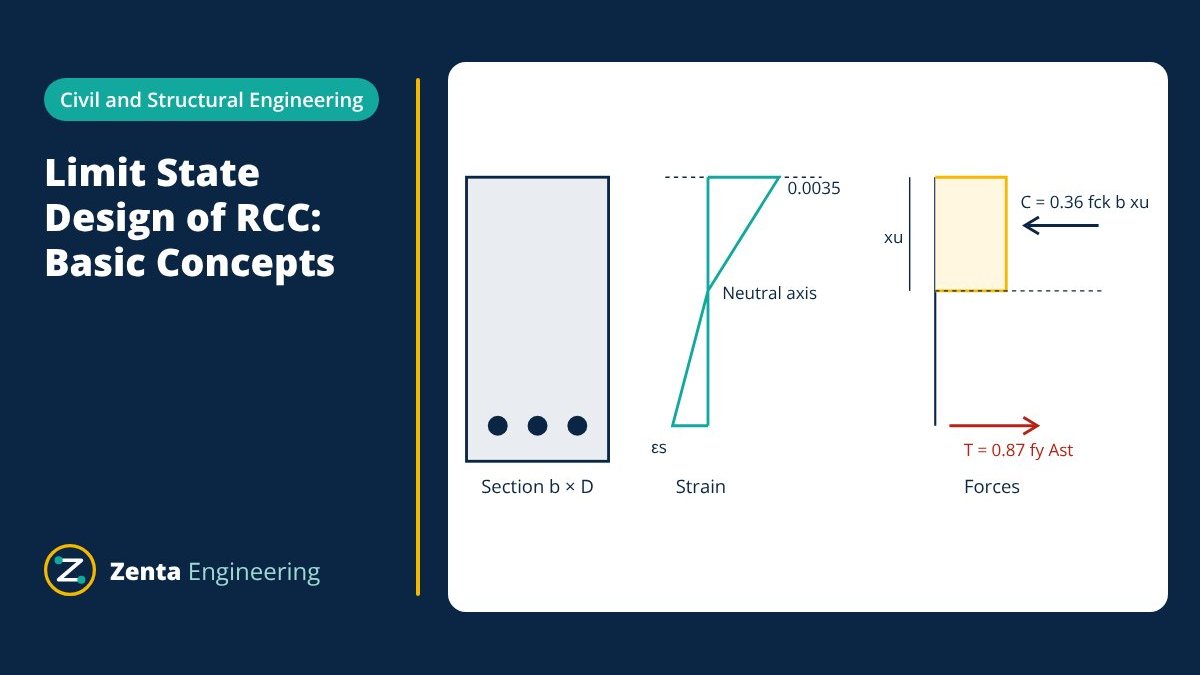 Civil and Structural Engineering
Limit State
Design of RCC:
Basic Concepts
Zenta Engineering
0.0035
Neutral axis
εs
Section b × D
Strain
xu
C = 0.36 fck b xu
T = 0.87 fy Ast
Forces